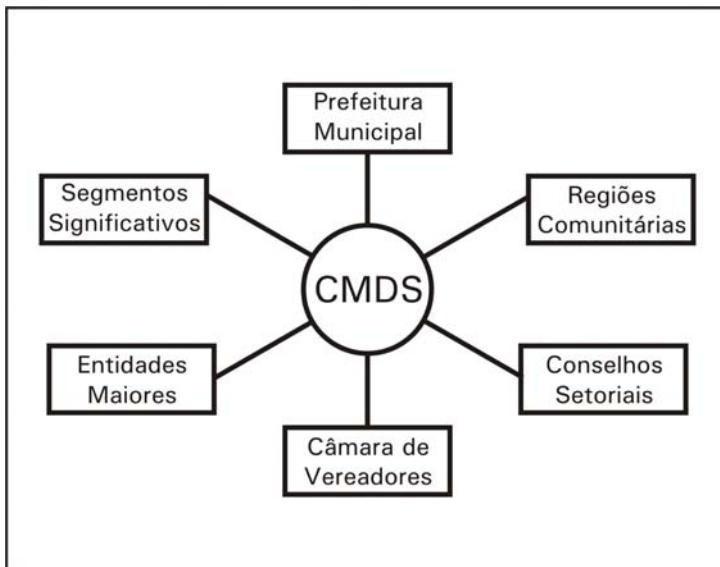 Prefeitura
Municipal
Segmentos
Significativos
Regiões
Comunitárias
CMDS
Entidades
Maiores
Conselhos
Setoriais
Câmara de
Vereadores